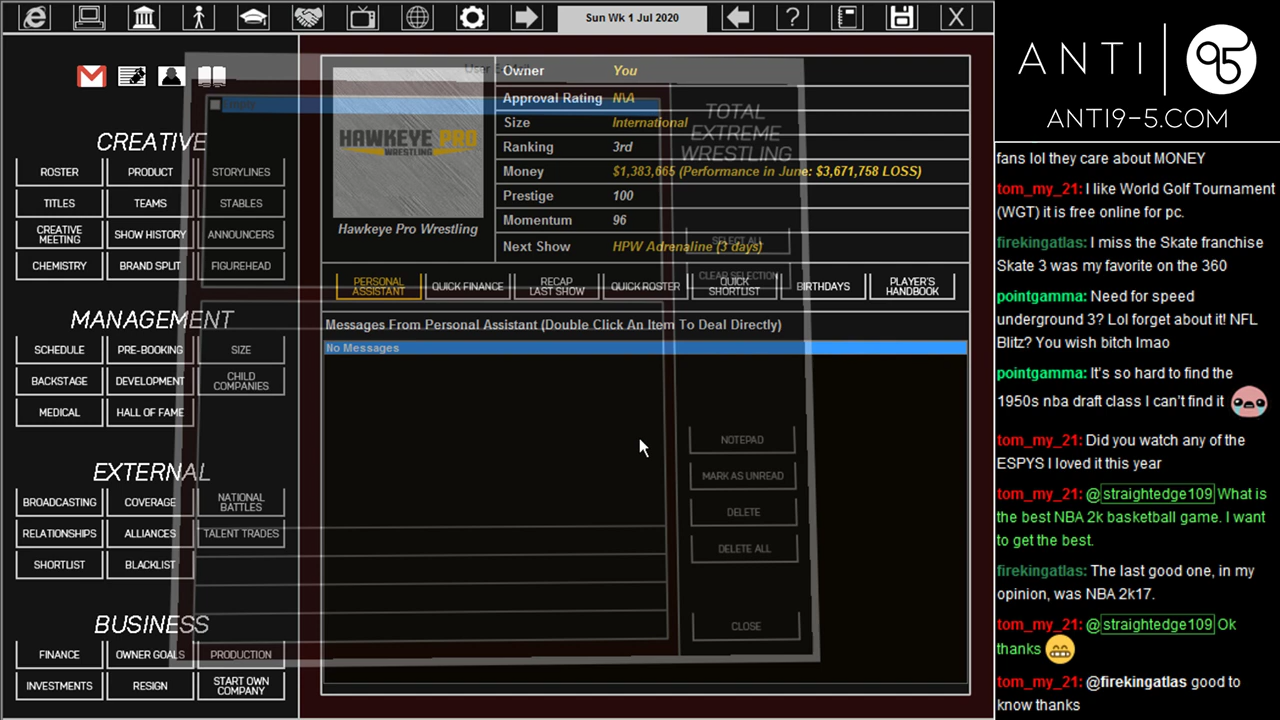 Sun Wk 1 Jul 2020
CREATIVE
ROSTER
PRODUCT
STORYLINES
TITLES
TEAMS
STABLES
CREATIVE
MEETING
SHOW HISTORY
ANNOUNCERS
CHEMISTRY
BRAND SPLIT
FIGUREHEAD
MANAGEMENT
SCHEDULE
PRE-BOOKING
SIZE
BACKSTAGE
DEVELOPMENT
CHILD
COMPANIES
MEDICAL
HALL OF FAME
EXTERNAL
BROADCASTING
COVERAGE
NATIONAL
BATTLES
RELATIONSHIPS
ALLIANCES
TALENT TRADES
SHORTLIST
BLACKLIST
BUSINESS
FINANCE
OWNER GOALS
PRODUCTION
INVESTMENTS
RESIGN
START OWN
COMPANY
HAWKEYE PRO
WRESTLING
Hawkeye Pro Wrestling
Owner You
Approval Rating N\A
Size International
Ranking 3rd
Money $1,383,665 (Performance in June: $3,671,758 LOSS)
Prestige 100
Momentum 96
Next Show HPW Adrenaline (3 days)
TOTAL
EXTREME
WRESTLING
SELECT ALL
CLEAR SELECTION
PERSONAL
ASSISTANT
QUICK FINANCE
RECAP
LAST SHOW
QUICK ROSTER
QUICK
SHORTLIST
BIRTHDAYS
PLAYER'S
HANDBOOK
Messages From Personal Assistant (Double Click An Item To Deal Directly)
No Messages
NOTEPAD
MARK AS UNREAD
DELETE
DELETE ALL
CLOSE
ANTI 95
ANTI9-5.COM
fans lol they care about MONEY
tom_my_21: I like World Golf Tournament
(WGT) it is free online for pc.
firekingatlas: I miss the Skate franchise
Skate 3 was my favorite on the 360
pointgamma: Need for speed
underground 3? Lol forget about it! NFL
Blitz? You wish bitch lmao
pointgamma: It's so hard to find the
1950s nba draft class I can't find it
tom_my_21: Did you watch any of the
ESPYS I loved it this year
tom_my_21: @straightedge109 What is
the best NBA 2k basketball game. I want
to get the best.
firekingatlas: The last good one, in my
opinion, was NBA 2k17.
tom_my_21: @straightedge109 Ok
thanks
tom_my_21: @firekingatlas good to
know thanks